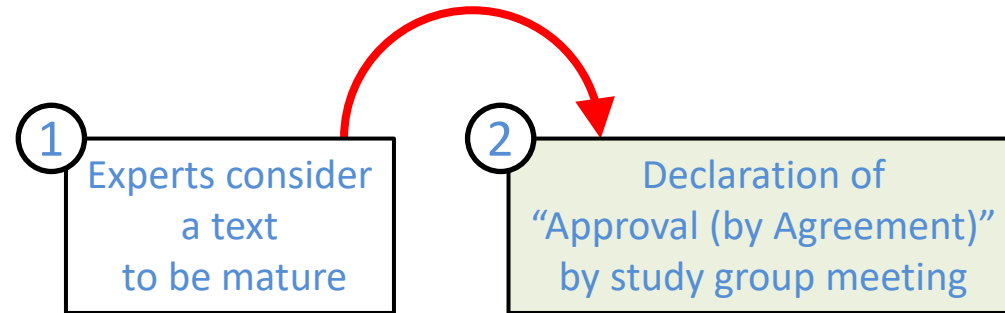 1
Experts consider
a text
to be mature
2
Declaration of
“Approval (by Agreement)”
by study group meeting